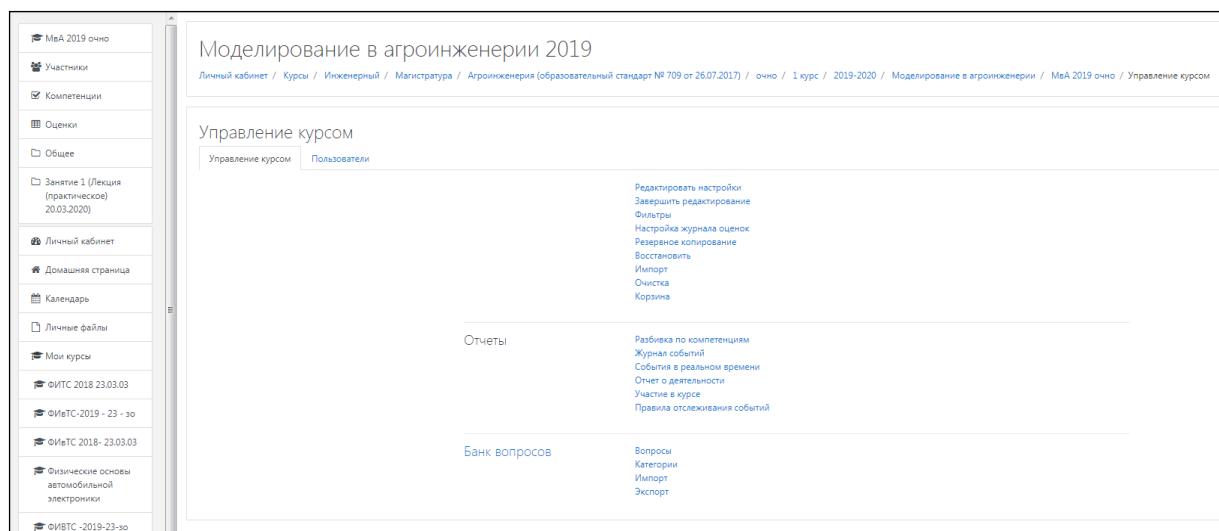 МвА 2019 очно
Участники
Компетенции
Оценки
Общее
Занятие 1 (Лекция
(практическое)
20.03.2020)
Личный кабинет
Домашняя страница
Календарь
Личные файлы
Мои курсы
ФИТС 2018 23.03.03
ФИвТС-2019 - 23 - зо
ФИвТС 2018- 23.03.03
Физические основы
автомобильной
электроники
ФИВТС -2019-23-зо
Моделирование в агроинженерии 2019
Личный кабинет / Курсы / Инженерный / Магистратура / Агроинженерия (образовательный стандарт № 709 от 26.07.2017) / очно / 1 курс / 2019-2020 / Моделирование в агроинженерии / МвА 2019 очно / Управление курсом
Управление курсом
Управление курсом Пользователи
Редактировать настройки
Завершить редактирование
Фильтры
Настройка журнала оценок
Резервное копирование
Восстановить
Импорт
Очистка
Корзина
Отчеты Разбивка по компетенциям
Журнал событий
События в реальном времени
Отчет о деятельности
Участие в курсе
Правила отслеживания событий
Банк вопросов Вопросы
Категории
Импорт
Экспорт